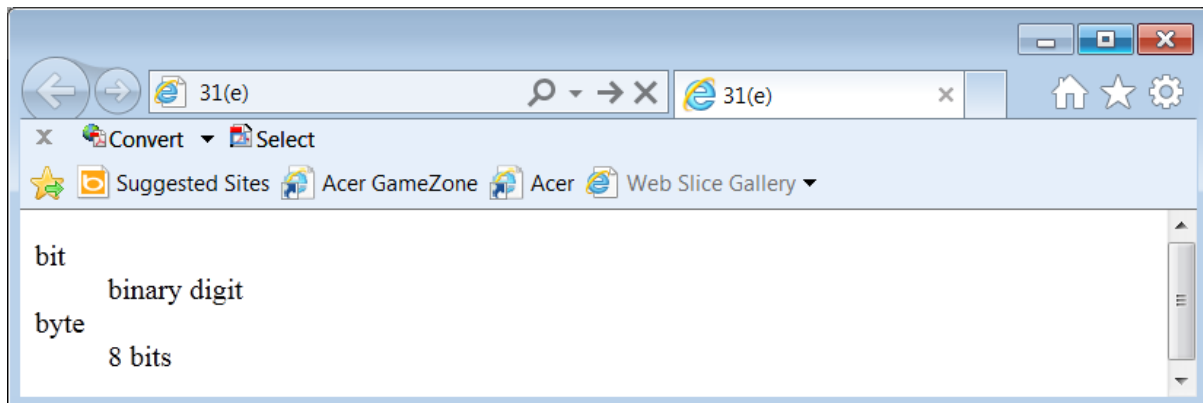 31(e)
31(e)
Convert
Select
Suggested Sites
Acer GameZone
Acer
Web Slice Gallery
bit
binary digit
byte
8 bits